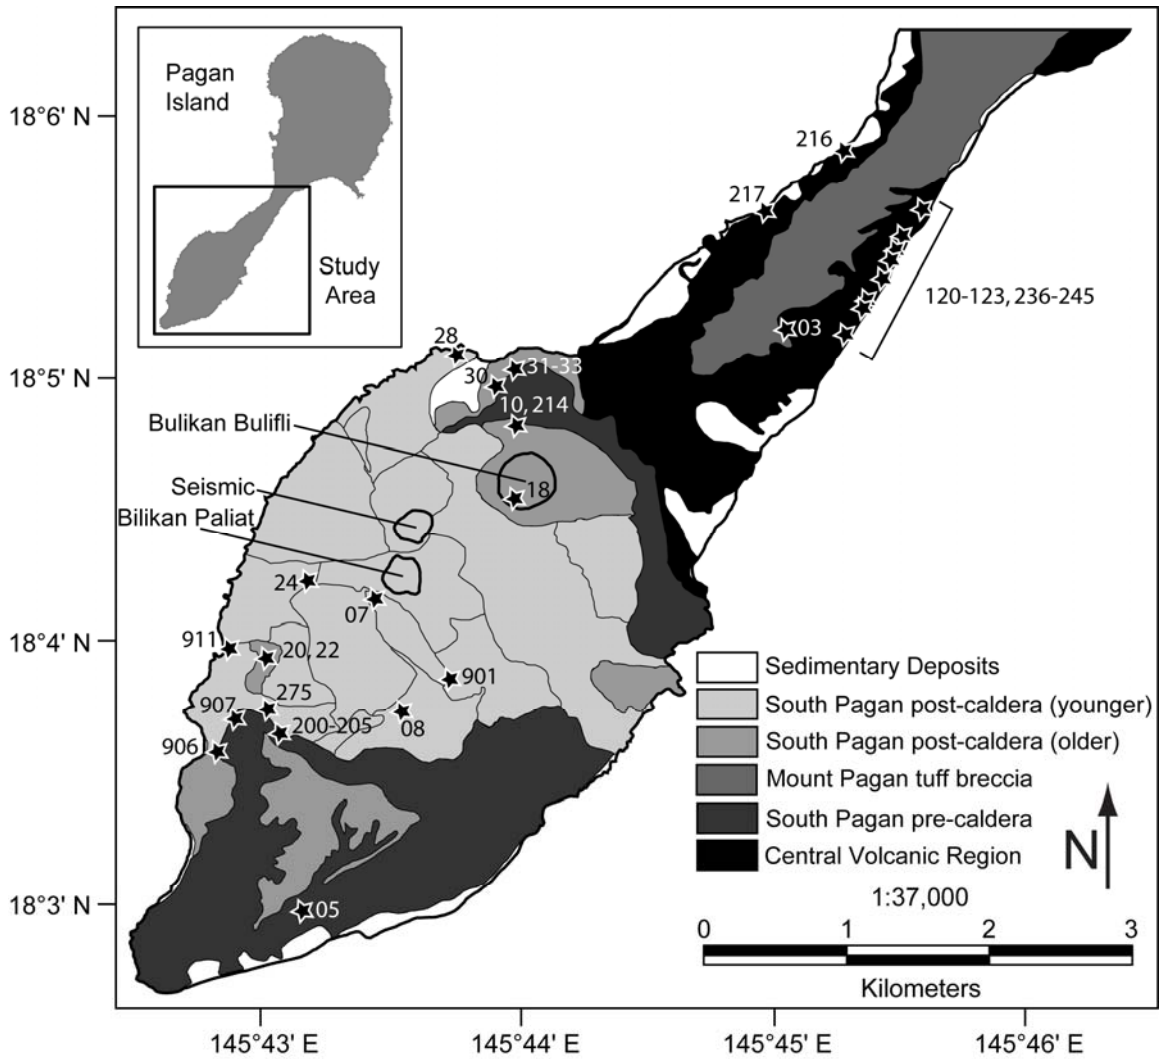 Pagan
Island
Study
Area
18°6' N
18°5' N
18°4' N
18°3' N
216
217
120-123, 236-245
03
28
31-33
30
10, 214
Bulikan Bulifli
18
Seismic
Bilikan Paliat
24
07
911
20, 22
901
275
907
200-205
08
906
05
Sedimentary Deposits
South Pagan post-caldera (younger)
South Pagan post-caldera (older)
Mount Pagan tuff breccia
South Pagan pre-caldera
Central Volcanic Region
N
1:37,000
0 1 2 3
Kilometers
145°43' E 145°44' E 145°45' E 145°46' E